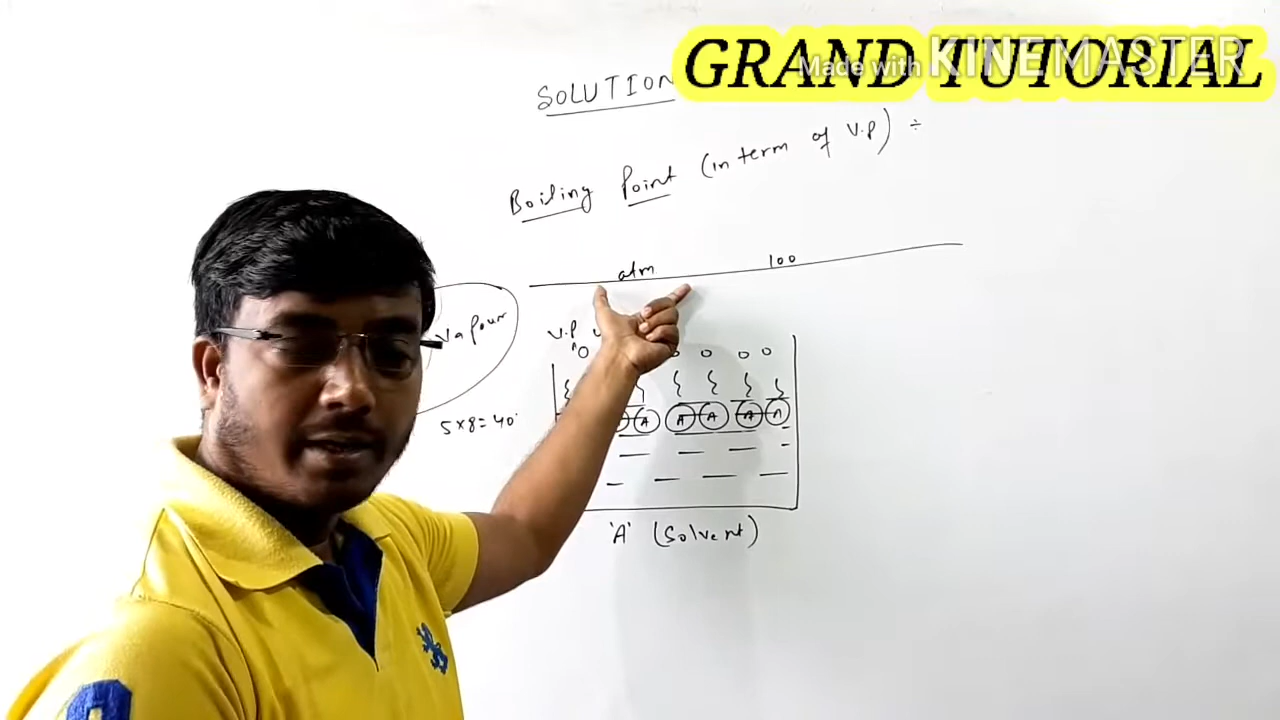 GRAND TUTORIAL
Made with KINEMASTER
SOLUTION
Boiling Point (in term of V.P) ÷
atm 100
Vapour
V.P
A A A A A
5×8=40
'A' (Solvent)